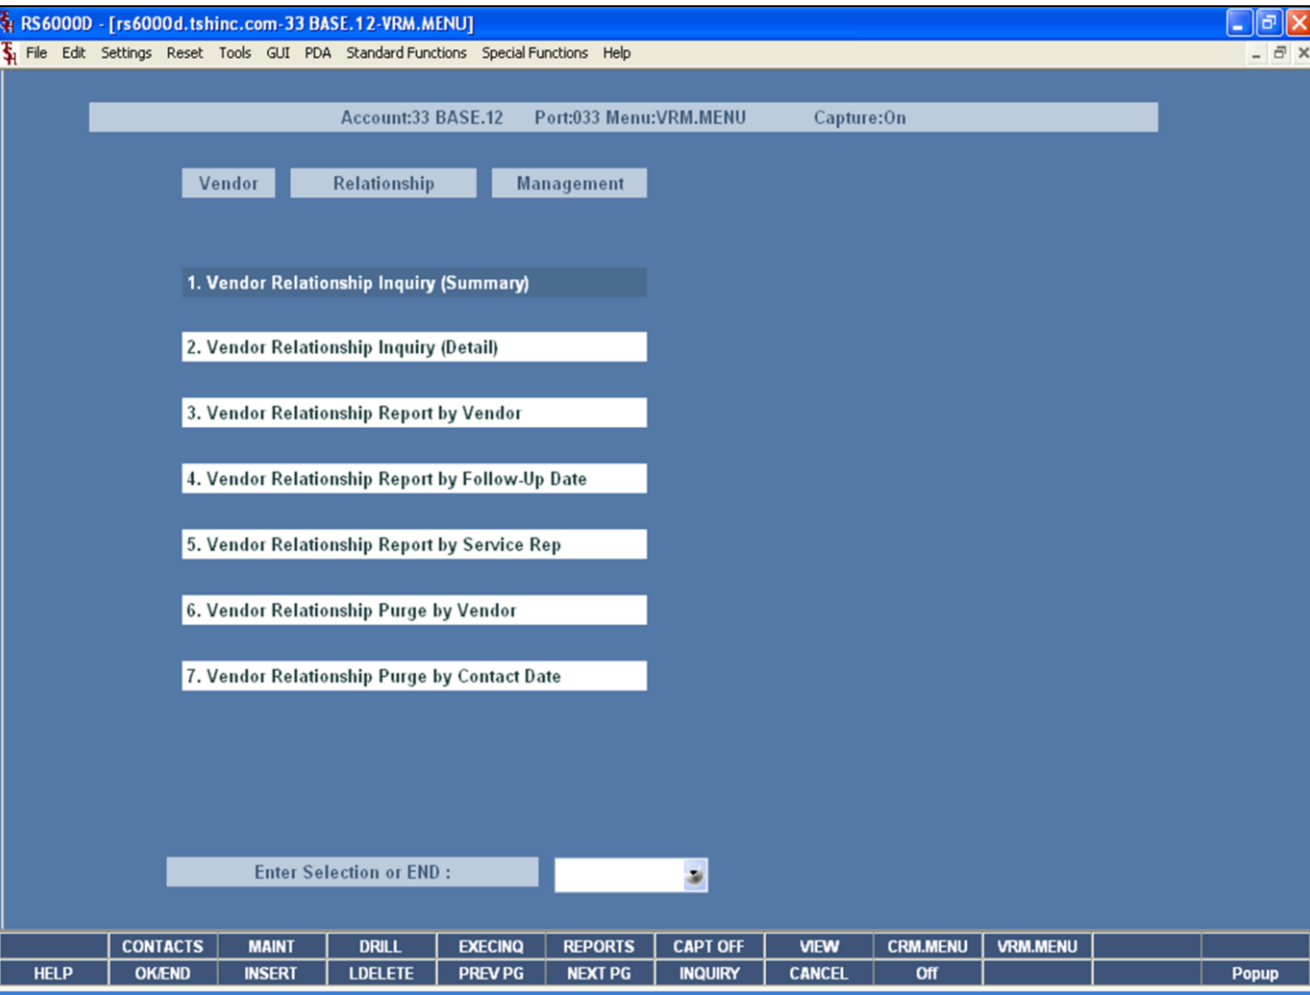 RS6000D - [rs6000d.tshinc.com-33 BASE.12-VRM.MENU]
File Edit Settings Reset Tools GUI PDA Standard Functions Special Functions Help
Account:33 BASE.12 Port:033 Menu:VRM.MENU Capture:On
Vendor Relationship Management
1. Vendor Relationship Inquiry (Summary)
2. Vendor Relationship Inquiry (Detail)
3. Vendor Relationship Report by Vendor
4. Vendor Relationship Report by Follow-Up Date
5. Vendor Relationship Report by Service Rep
6. Vendor Relationship Purge by Vendor
7. Vendor Relationship Purge by Contact Date
Enter Selection or END :
CONTACTS MAINT DRILL EXECINQ REPORTS CAPT OFF VIEW CRM.MENU VRM.MENU
HELP OK/END INSERT LDELETE PREV PG NEXT PG INQUIRY CANCEL Off Popup